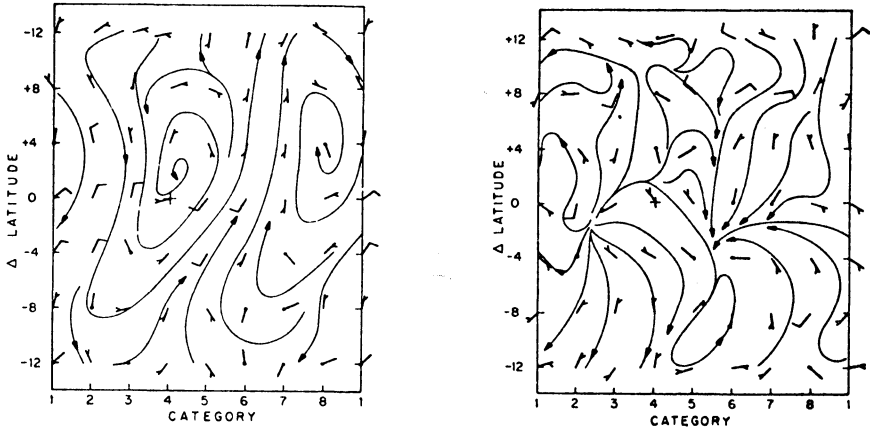 -12
+8
+4
0
-4
-8
-12
Δ LATITUDE
1 2 3 4 5 6 7 8 1
CATEGORY
+12
+8
+4
0
-4
-8
-12
Δ LATITUDE
1 2 3 4 5 6 7 8 1
CATEGORY